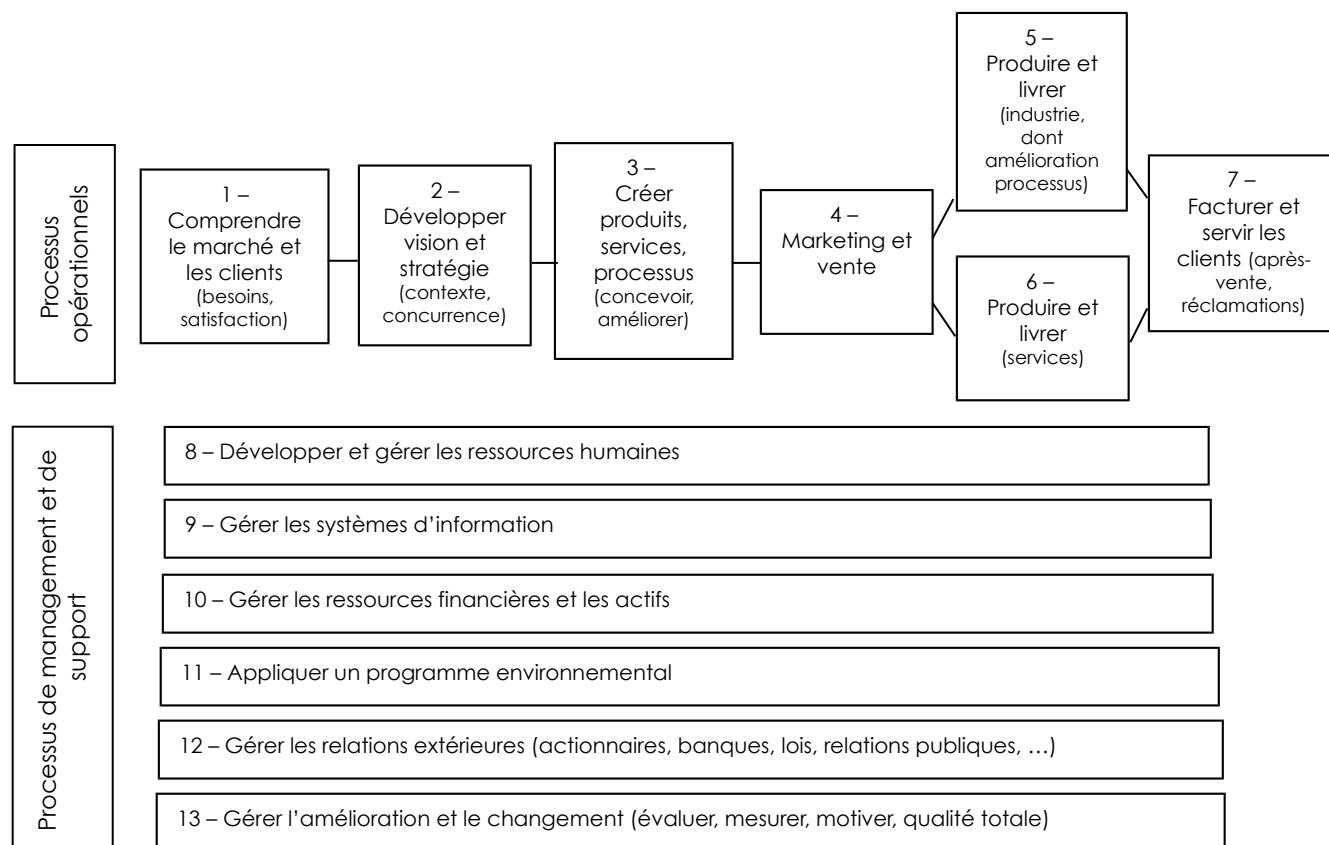 Processus
opérationnels
1 –
Comprendre
le marché et
les clients
(besoins,
satisfaction)
2 –
Développer
vision et
stratégie
(contexte,
concurrence)
3 –
Créer
produits,
services,
processus
(concevoir,
améliorer)
4 –
Marketing et
vente
5 –
Produire et
livrer
(industrie,
dont
amélioration
processus)
6 –
Produire et
livrer
(services)
7 –
Facturer et
servir les
clients (après-
vente,
réclamations)
Processus de management et de
support
8 – Développer et gérer les ressources humaines
9 – Gérer les systèmes d’information
10 – Gérer les ressources financières et les actifs
11 – Appliquer un programme environnemental
12 – Gérer les relations extérieures (actionnaires, banques, lois, relations publiques, …)
13 – Gérer l’amélioration et le changement (évaluer, mesurer, motiver, qualité totale)